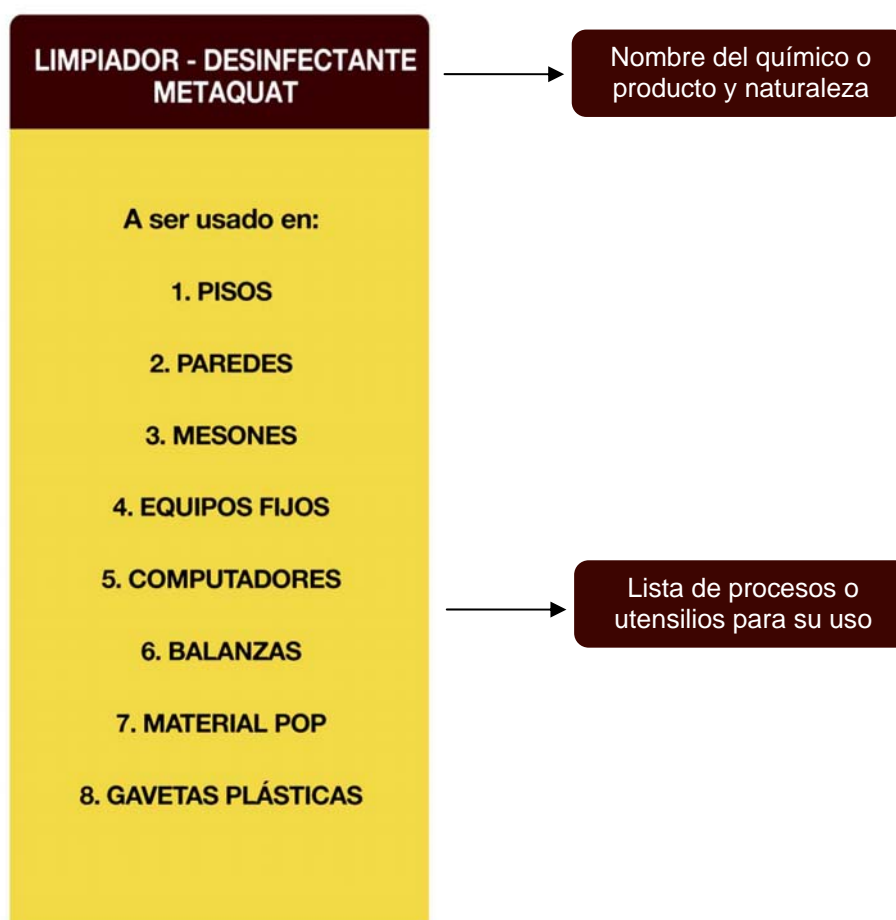 LIMPIADOR - DESINFECTANTE
METAQUAT
Nombre del químico o
producto y naturaleza
A ser usado en:
1. PISOS
2. PAREDES
3. MESONES
4. EQUIPOS FIJOS
5. COMPUTADORES
6. BALANZAS
7. MATERIAL POP
8. GAVETAS PLÁSTICAS
Lista de procesos o
utensilios para su uso